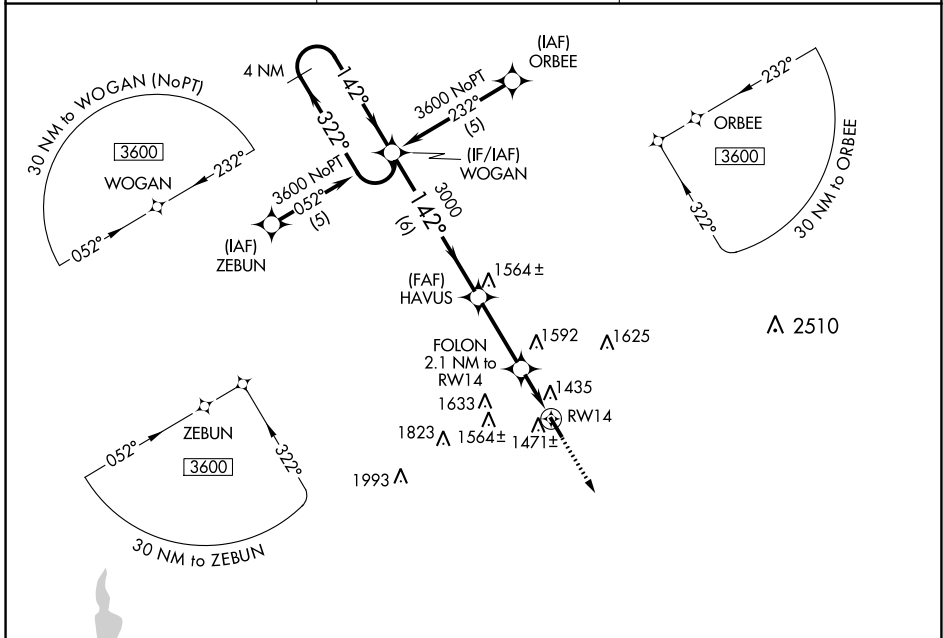 30 NM to WOGAN (NoPT)
3600
WOGAN
232°
052°
4 NM
142°
322°
(IAF)
ORBEE
3600 NoPT
232°
(5)
(IF/IAF)
WOGAN
3600 NoPT
052°
(5)
(IAF)
ZEBUN
3000
142°
(6)
232°
ORBEE
3600
322°
30 NM to ORBEE
(FAF)
HAVUS
1564±
FOLON
2.1 NM to
RW14
1592
1625
2510
1435
RW14
1633
1564±
1471±
1823
1993
052°
ZEBUN
3600
322°
30 NM to ZEBUN